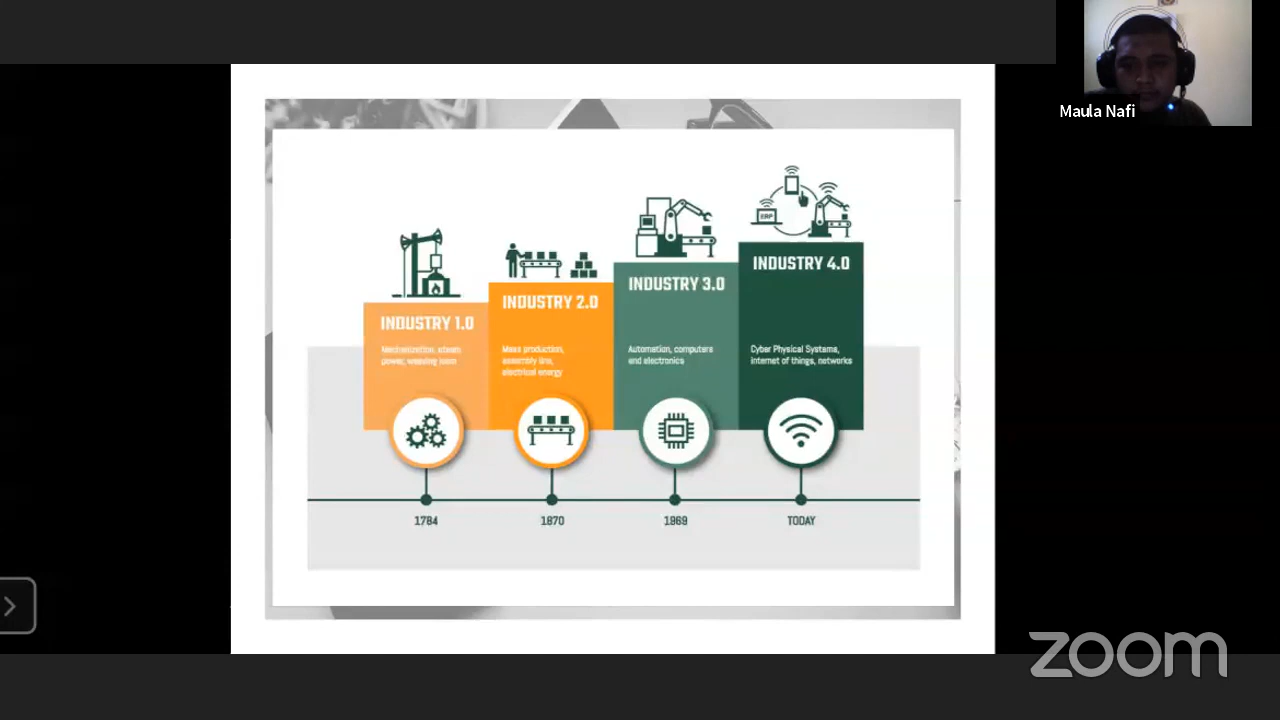 Maula Nafi
ERP
INDUSTRY 4.0
INDUSTRY 3.0
INDUSTRY 2.0
INDUSTRY 1.0
Mechanization, steam
power, weaving loom
Mass production,
assembly line,
electrical energy
Automation, computers
and electronics
Cyber Physical Systems,
internet of things, networks
1784
1870
1969
TODAY
zoom